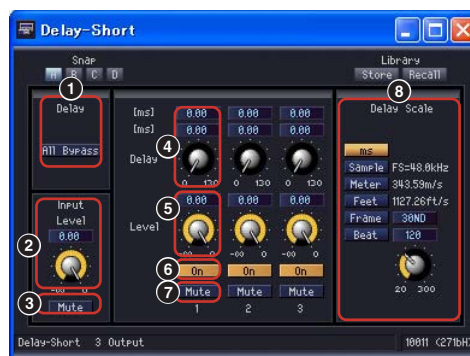 Delay-Short
Snap
A B C D
Library
Store Recall
1
8
Delay
All Bypass
[ms] 0.00 0.00 0.00
[ms] 0.00 0.00 0.00
Delay
4
0 130 0 130 0 130
Delay Scale
ms
Sample FS=48.0kHz
Meter 343.59m/s
Feet 1127.26ft/s
Frame 30ND
Beat 120
20 300
Input
Level
0.00
2
-∞ 0
3
Mute
5
0.00 0.00 0.00
Level
-∞ 0 -∞ 0 -∞ 0
6
On On On
7
Mute Mute Mute
1 2 3
Delay-Short 3 Output
10011 (271bH)